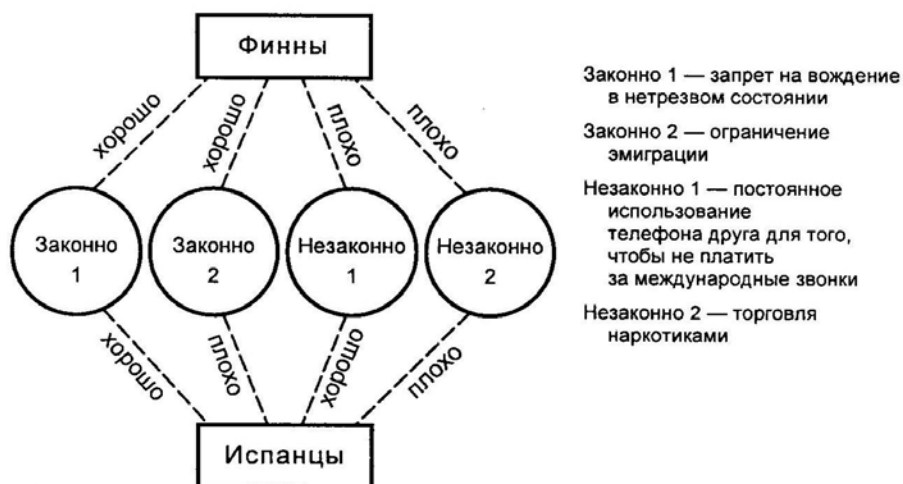 Финны
хорошо
хорошо
плохо
плохо
Законно
1
Законно
2
Незаконно
1
Незаконно
2
хорошо
плохо
хорошо
плохо
Испанцы
Законно 1 — запрет на вождение
в нетрезвом состоянии
Законно 2 — ограничение
эмиграции
Незаконно 1 — постоянное
использование
телефона друга для того,
чтобы не платить
за международные звонки
Незаконно 2 — торговля
наркотиками